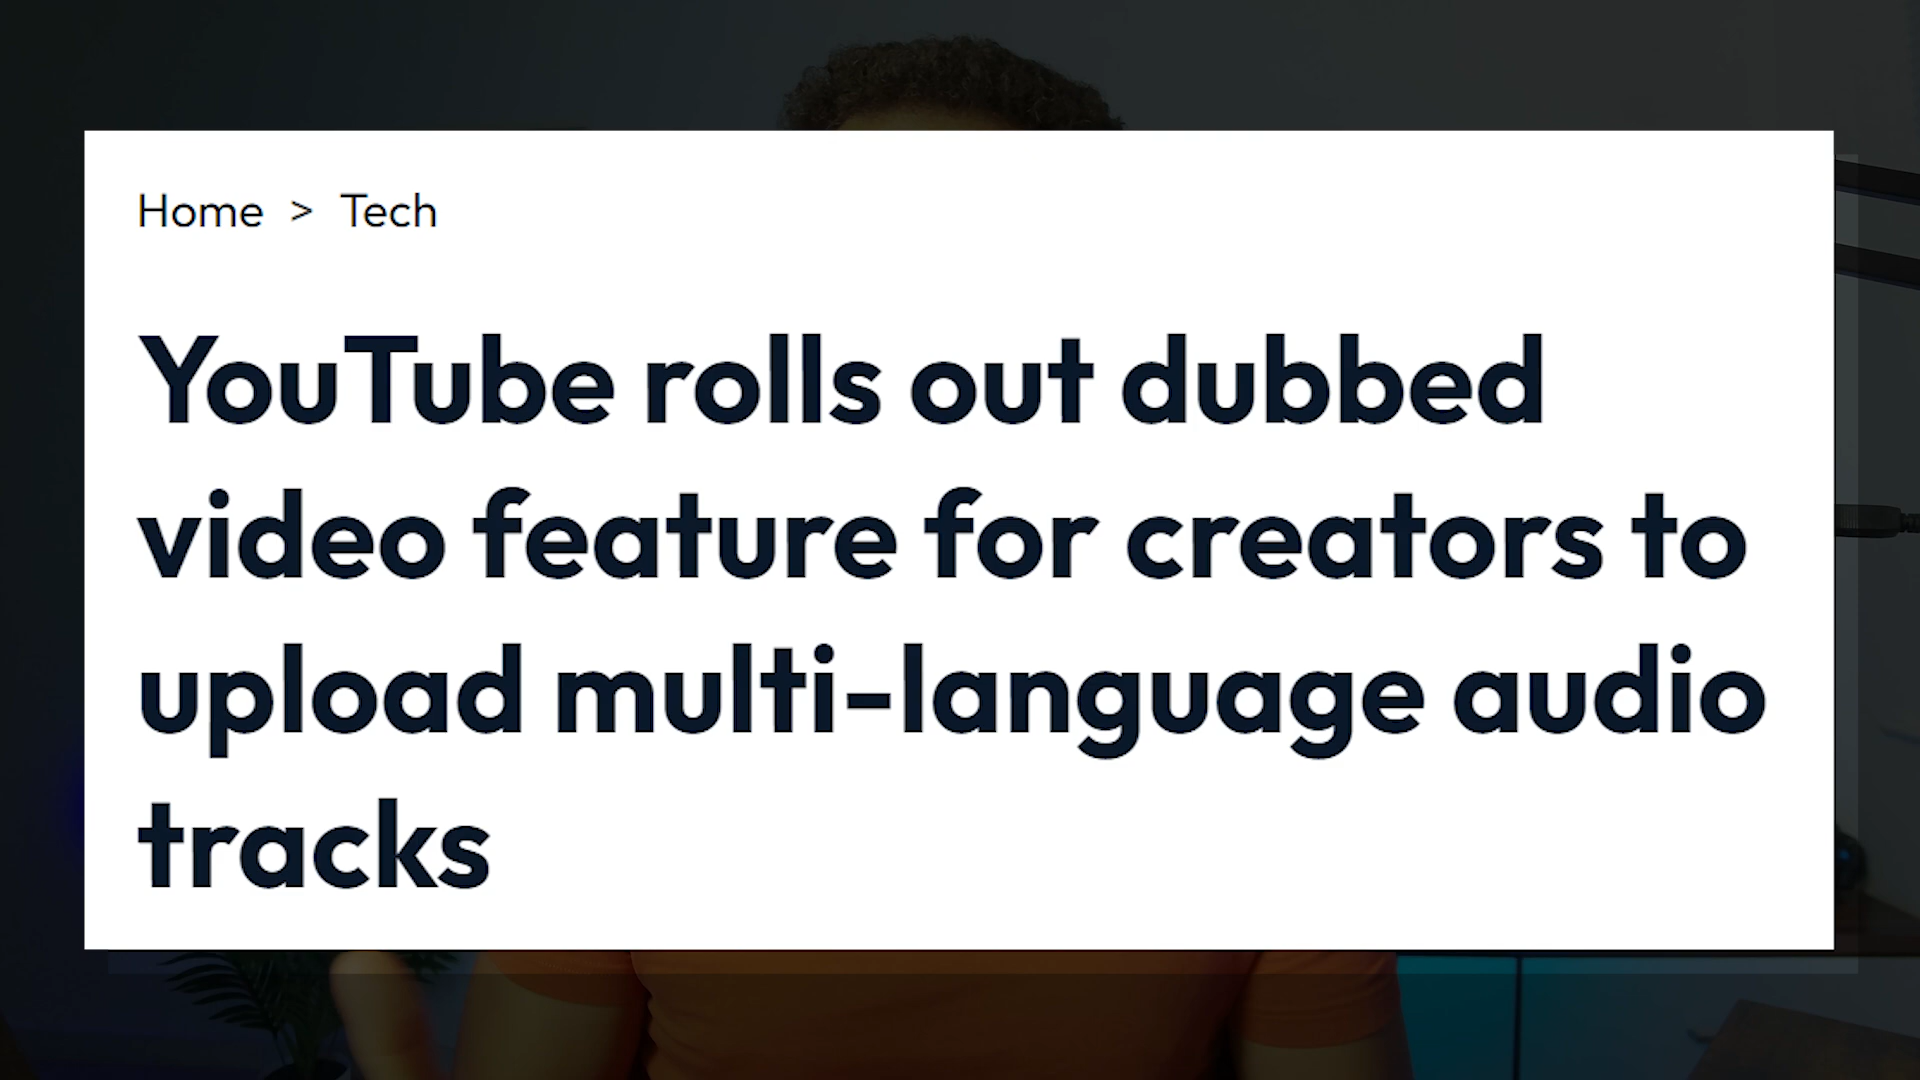 Home > Tech
YouTube rolls out dubbed
video feature for creators to
upload multi-language audio
tracks